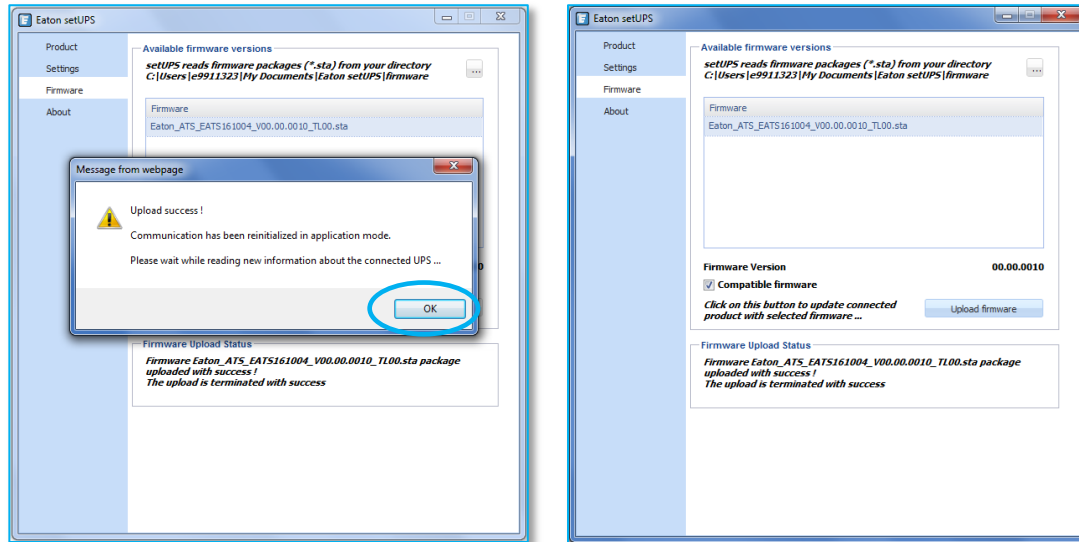 Eaton setUPS
Product
Settings
Firmware
About
Available firmware versions
setUPS reads firmware packages (*.sta) from your directory
C:\Users\e9911323\My Documents\Eaton setUPS\firmware
...
Firmware
Eaton_ATS_EATS161004_V00.00.0010_TL00.sta
Message from webpage
Upload success !
Communication has been reinitialized in application mode.
Please wait while reading new information about the connected UPS ...
0
OK
Firmware Upload Status
Firmware Eaton_ATS_EATS161004_V00.00.0010_TL00.sta package
uploaded with success !
The upload is terminated with success
Eaton setUPS
Product
Settings
Firmware
About
Available firmware versions
setUPS reads firmware packages (*.sta) from your directory
C:\Users\e9911323\My Documents\Eaton setUPS\firmware
...
Firmware
Eaton_ATS_EATS161004_V00.00.0010_TL00.sta
Firmware Version 00.00.0010
Compatible firmware
Click on this button to update connected
product with selected firmware ...
Upload firmware
Firmware Upload Status
Firmware Eaton_ATS_EATS161004_V00.00.0010_TL00.sta package
uploaded with success !
The upload is terminated with success